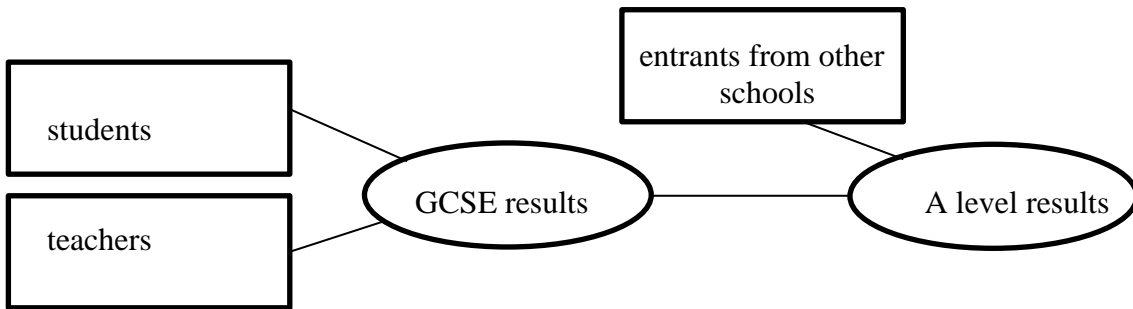 entrants from other
schools
students
teachers
GCSE results
A level results